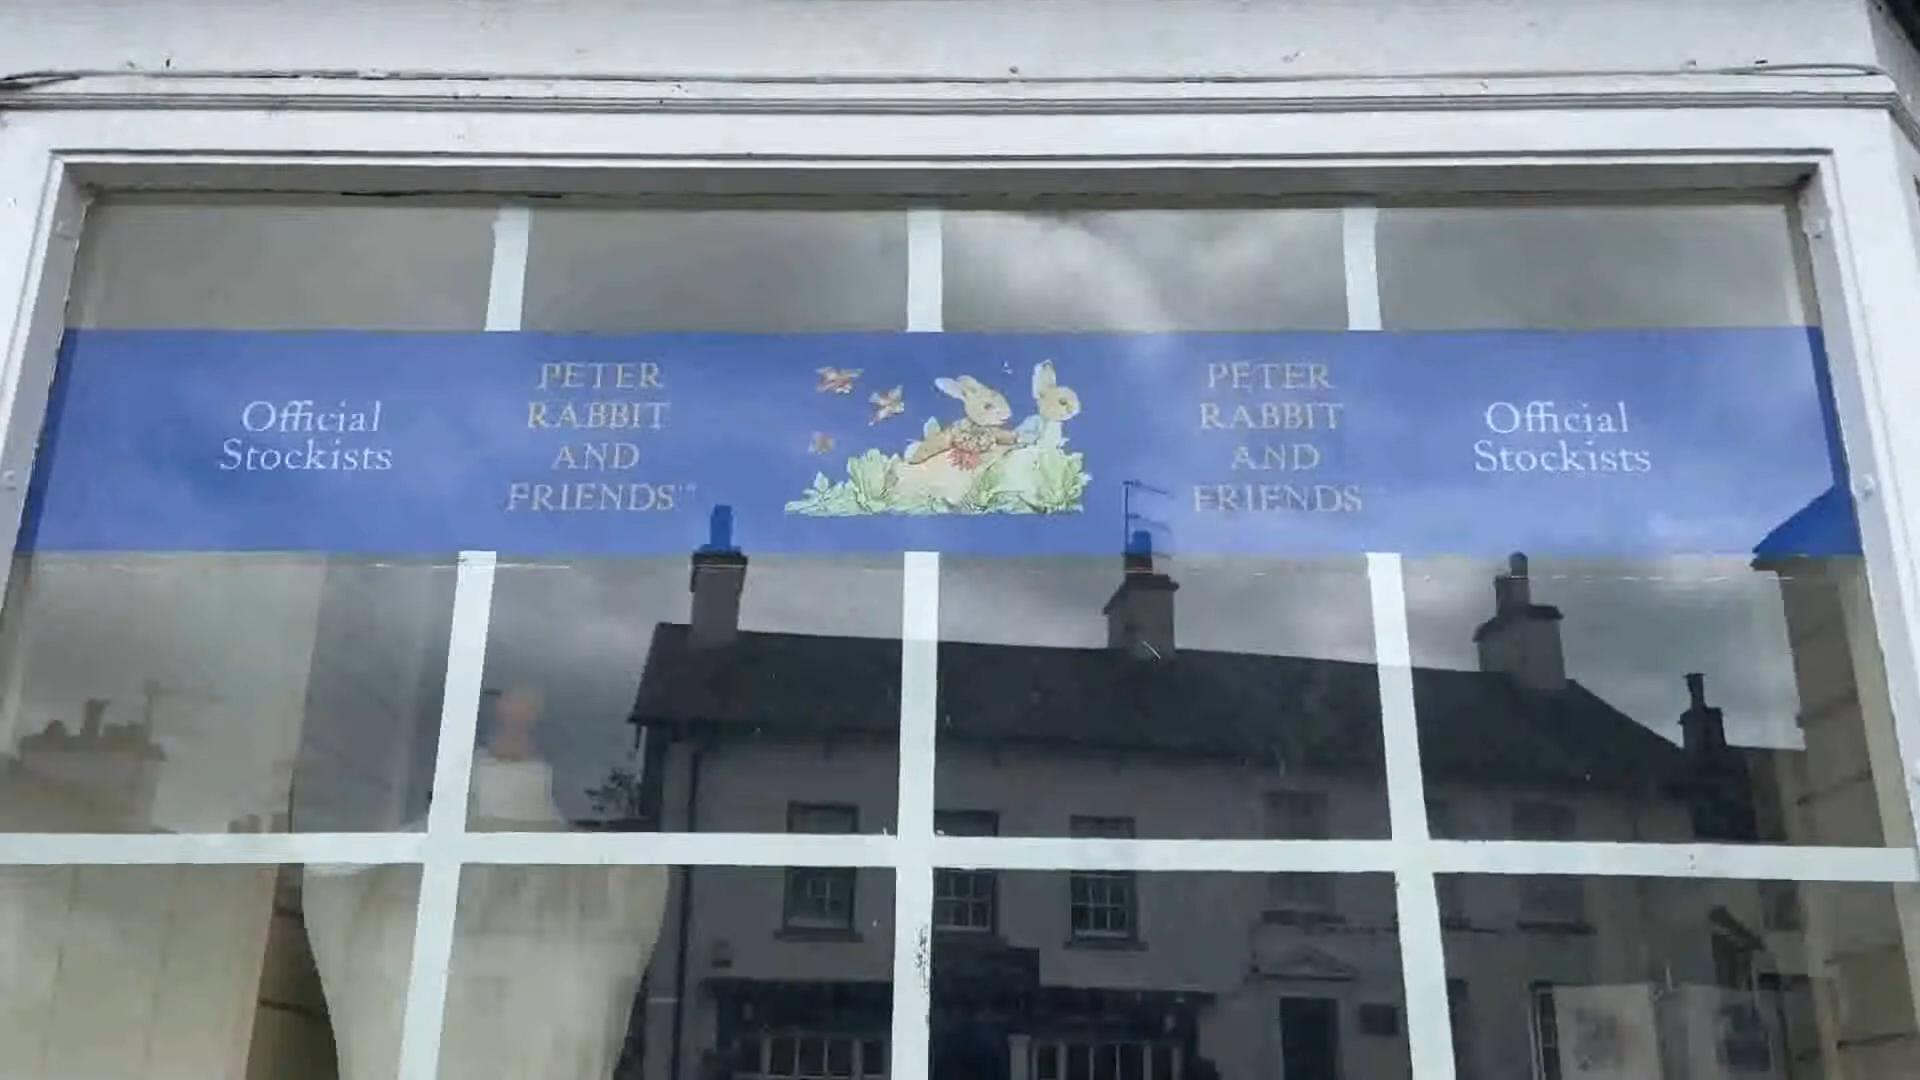 Official
Stockists
PETER
RABBIT
AND
FRIENDS™
PETER
RABBIT
AND
FRIENDS
Official
Stockists